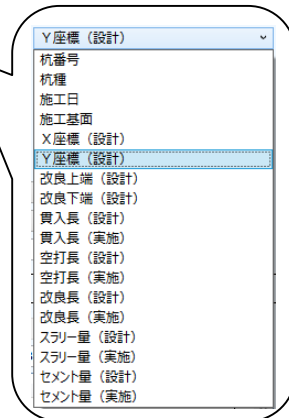 Ｙ座標（設計）
杭番号
杭種
施工日
施工基面
Ｘ座標（設計）
Ｙ座標（設計）
改良上端（設計）
改良下端（設計）
貫入長（設計）
貫入長（実施）
空打長（設計）
空打長（実施）
改良長（設計）
改良長（実施）
スラリー量（設計）
スラリー量（実施）
セメント量（設計）
セメント量（実施）